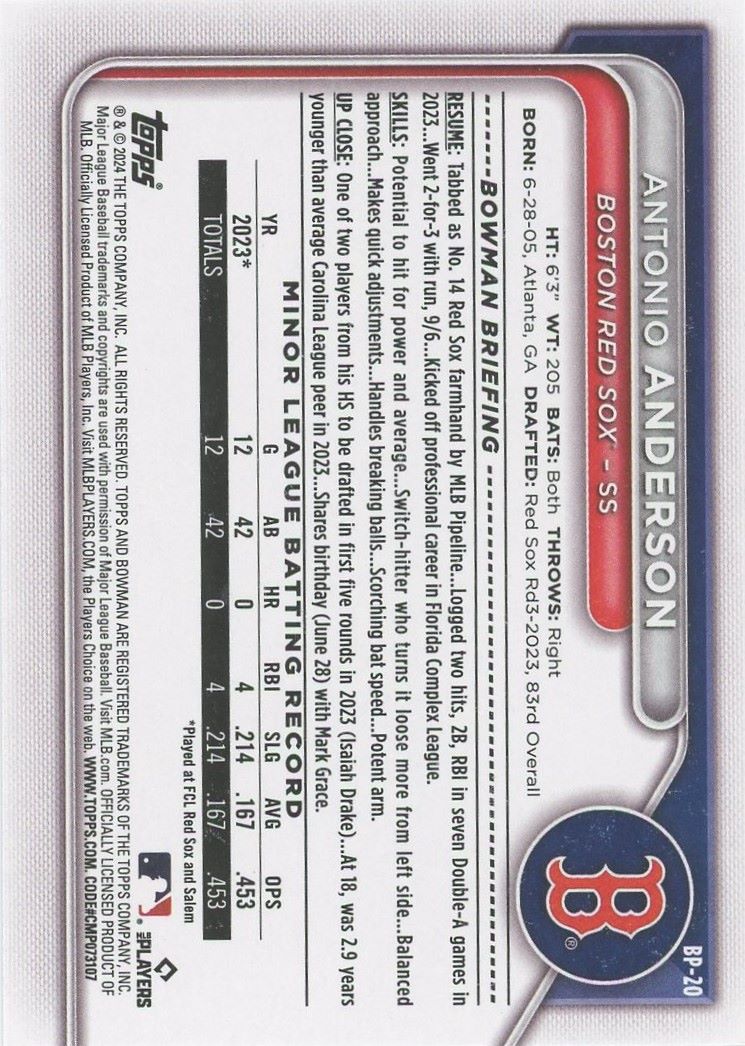 BP-20
ANTONIO ANDERSON
BOSTON RED SOX® - SS
B®
HT: 6'3" WT: 205 BATS: Both THROWS: Right
BORN: 6-28-05, Atlanta, GA DRAFTED: Red Sox Rd3-2023, 83rd Overall
BOWMAN BRIEFING
RESUME: Tabbed as No. 14 Red Sox farmhand by MLB Pipeline...Logged two hits, 2B, RBI in seven Double-A games in
2023...Went 2-for-3 with run, 9/6...Kicked off professional career in Florida Complex League.
SKILLS: Potential to hit for power and average...Switch-hitter who turns it loose more from left side...Balanced
approach...Makes quick adjustments...Handles breaking balls...Scorching bat speed...Potent arm.
UP CLOSE: One of two players from his HS to be drafted in first five rounds in 2023 (Isaiah Drake)...At 18, was 2.9 years
younger than average Carolina League peer in 2023...Shares birthday (June 28) with Mark Grace.
MINOR LEAGUE BATTING RECORD
YR G AB HR RBI SLG AVG OPS
2023* 12 42 0 4 .214 .167 .453
TOTALS 12 42 0 4 .214 .167 .453
*Played at FCL Red Sox and Salem
topps®
MLB PLAYERS
® & © 2024 THE TOPPS COMPANY, INC. ALL RIGHTS RESERVED. TOPPS AND BOWMAN ARE REGISTERED TRADEMARKS OF THE TOPPS COMPANY, INC.
Major League Baseball trademarks and copyrights are used with permission of Major League Baseball. Visit MLB.com. OFFICIALLY LICENSED PRODUCT OF
MLB. Officially Licensed Product of MLB Players, Inc. Visit MLBPLAYERS.COM, the Players Choice on the web. WWW.TOPPS.COM. CODE#CMP073107